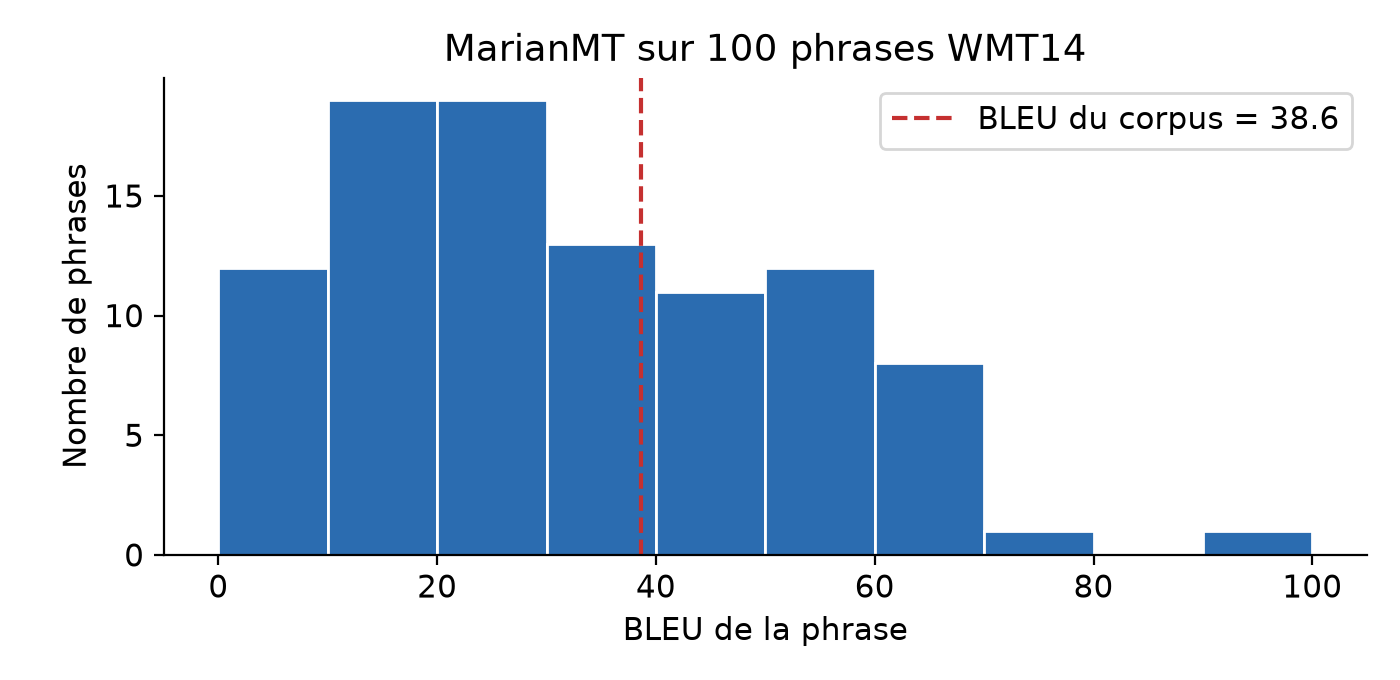 MarianMT sur 100 phrases WMT14
BLEU du corpus = 38.6
Nombre de phrases
15
10
5
0
0 20 40 60 80 100
BLEU de la phrase